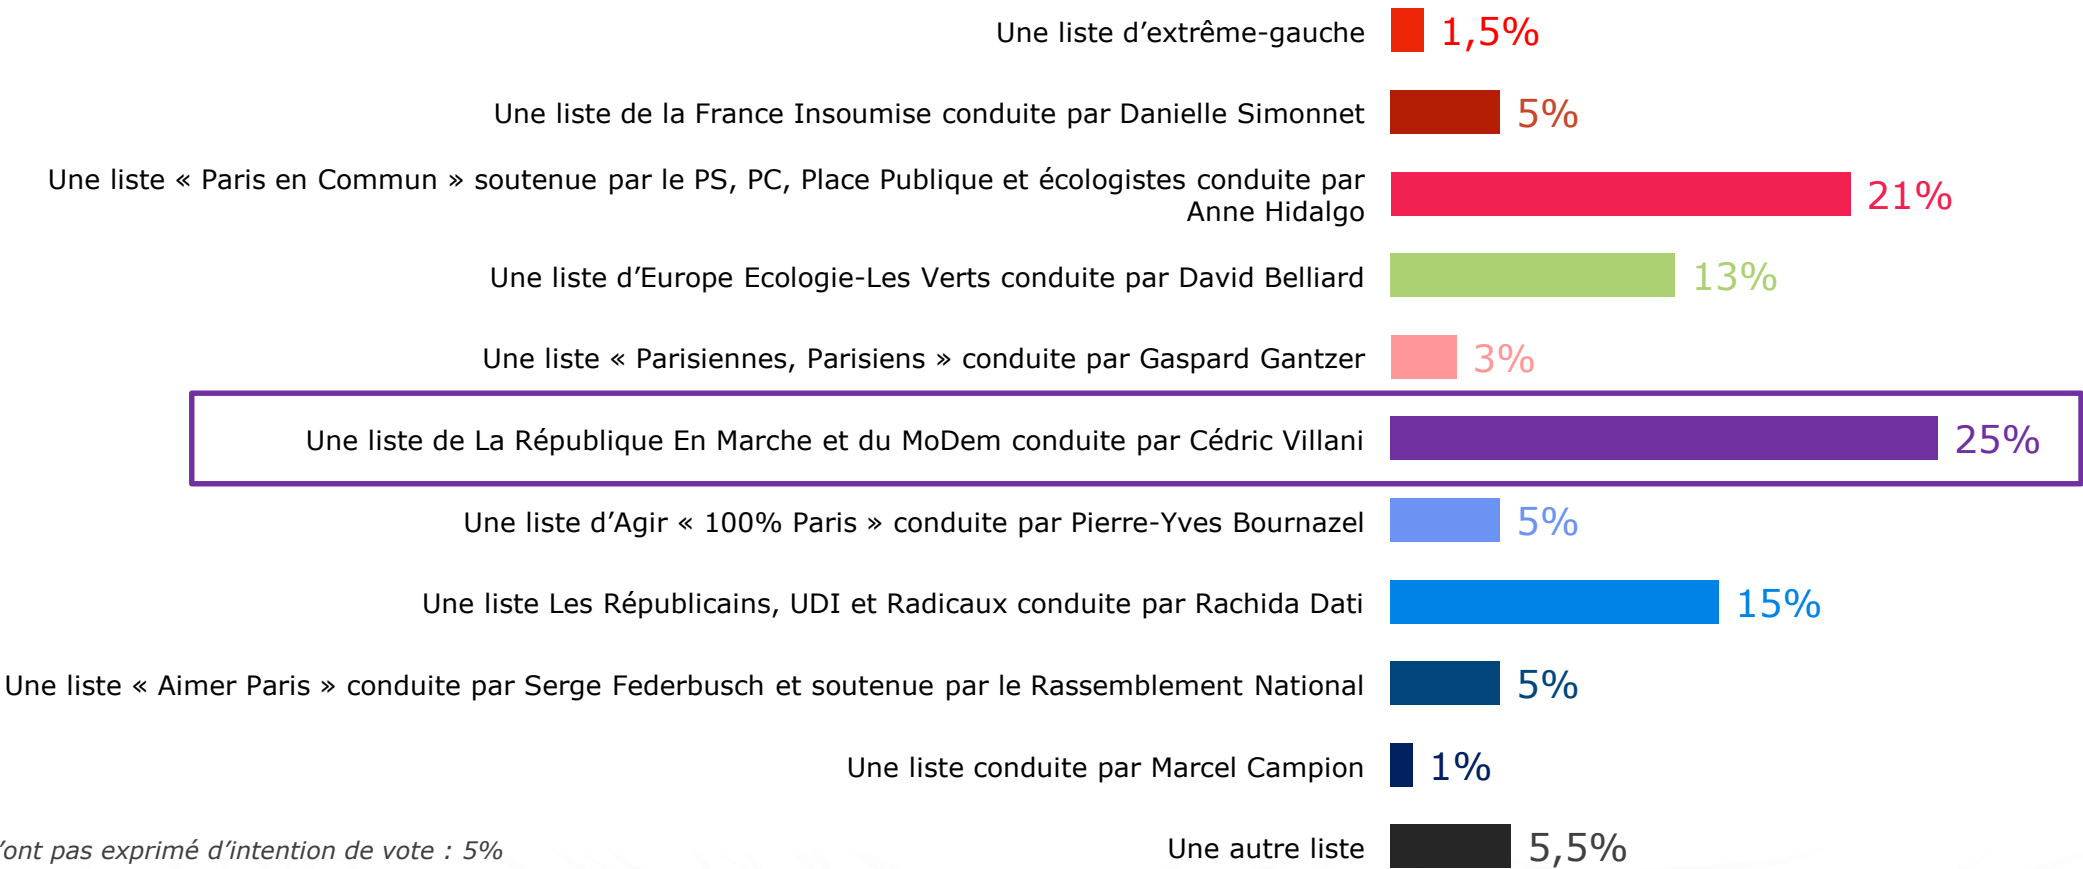 Une liste d’extrême-gauche 1,5%
Une liste de la France Insoumise conduite par Danielle Simonnet 5%
Une liste « Paris en Commun » soutenue par le PS, PC, Place Publique et écologistes conduite par
Anne Hidalgo 21%
Une liste d’Europe Ecologie-Les Verts conduite par David Belliard 13%
Une liste « Parisiennes, Parisiens » conduite par Gaspard Gantzer 3%
Une liste de La République En Marche et du MoDem conduite par Cédric Villani 25%
Une liste d’Agir « 100% Paris » conduite par Pierre-Yves Bournazel 5%
Une liste Les Républicains, UDI et Radicaux conduite par Rachida Dati 15%
Une liste « Aimer Paris » conduite par Serge Federbusch et soutenue par le Rassemblement National 5%
Une liste conduite par Marcel Campion 1%
Une autre liste 5,5%
’ont pas exprimé d’intention de vote : 5%